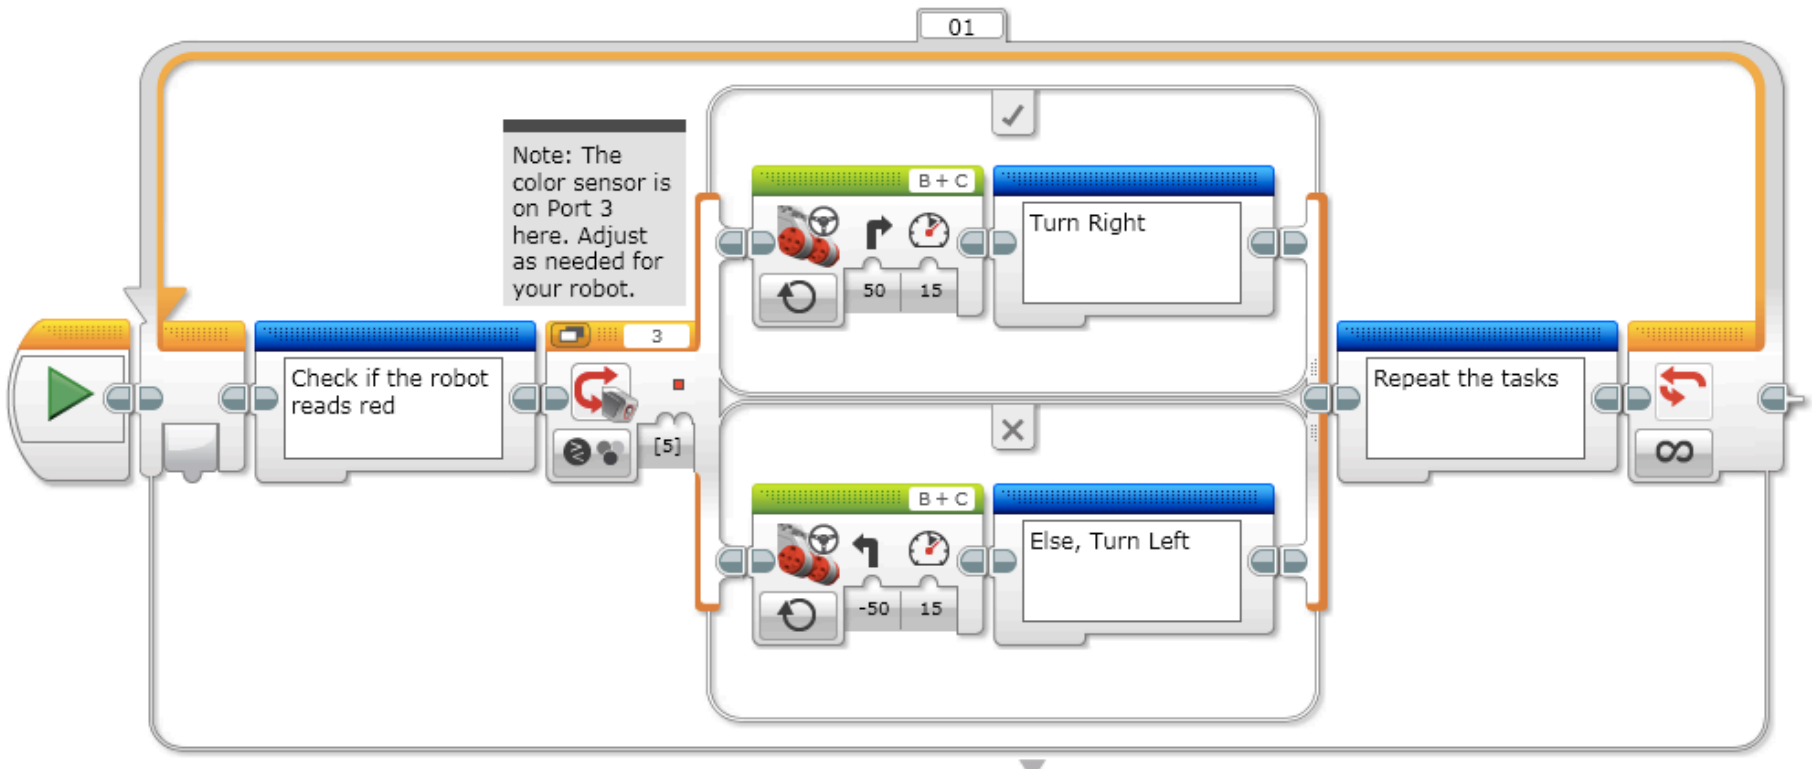 01
Note: The
color sensor is
on Port 3
here. Adjust
as needed for
your robot.
B + C
50 15
Turn Right
Check if the robot
reads red
3
[5]
B + C
-50 15
Else, Turn Left
Repeat the tasks